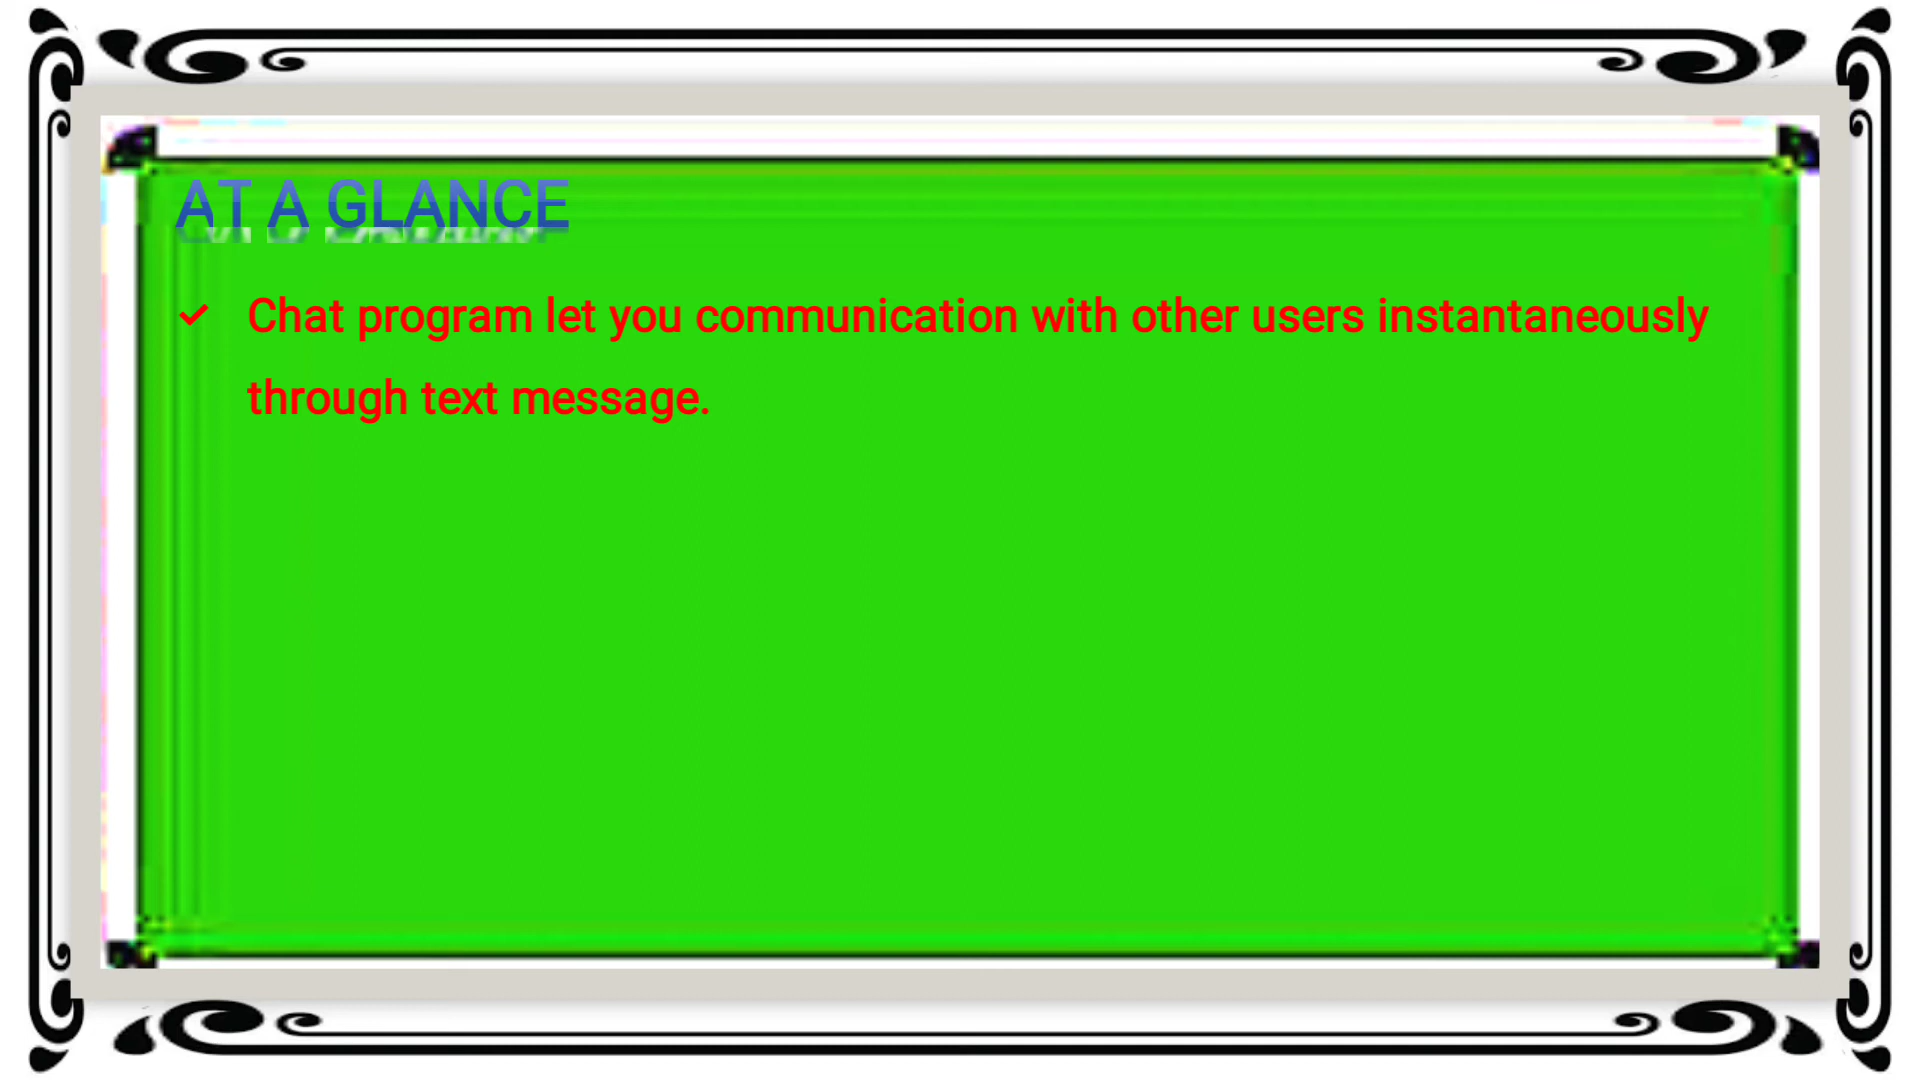 AT A GLANCE
✓ Chat program let you communication with other users instantaneously
through text message.